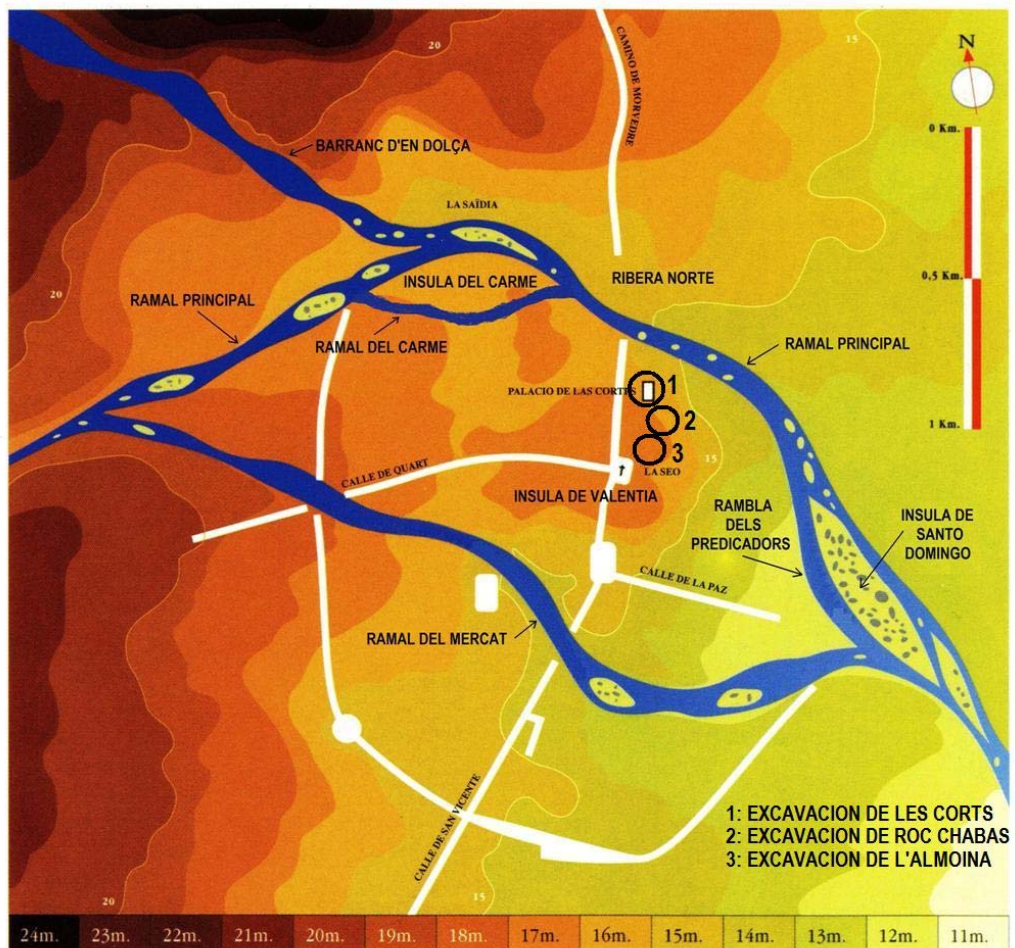 20
15
N
CAMINO DE MORVEDRE
0 Km.
BARRANC D'EN DOLÇA
LA SAÏDIA
INSULA DEL CARME
RIBERA NORTE
0,5 Km.
20
RAMAL PRINCIPAL
RAMAL DEL CARME
RAMAL PRINCIPAL
PALACIO DE LAS CORTES
1
2
1 Km.
3
15
LA SEO
CALLE DE QUART
INSULA DE VALENTIA
RAMBLA
DELS
PREDICADORS
INSULA DE
SANTO
DOMINGO
CALLE DE LA PAZ
RAMAL DEL MERCAT
CALLE DE SAN VICENTE
1: EXCAVACION DE LES CORTS
2: EXCAVACION DE ROC CHABAS
3: EXCAVACION DE L'ALMOINA
20
15
24m. 23m. 22m. 21m. 20m. 19m. 18m. 17m. 16m. 15m. 14m. 13m. 12m. 11m.